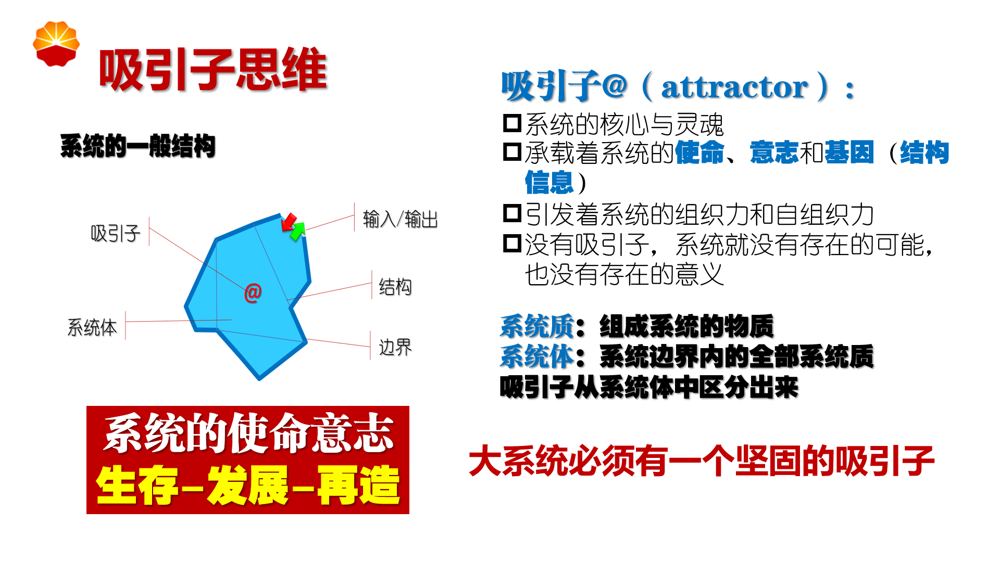 吸引子思维
系统的一般结构
吸引子
输入/输出
@
结构
系统体
边界
系统的使命意志
生存-发展-再造
吸引子@（attractor）:
系统的核心与灵魂
承载着系统的使命、意志和基因（结构
信息）
引发着系统的组织力和自组织力
没有吸引子，系统就没有存在的可能，
也没有存在的意义
系统质：组成系统的物质
系统体：系统边界内的全部系统质
吸引子从系统体中区分出来
大系统必须有一个坚固的吸引子